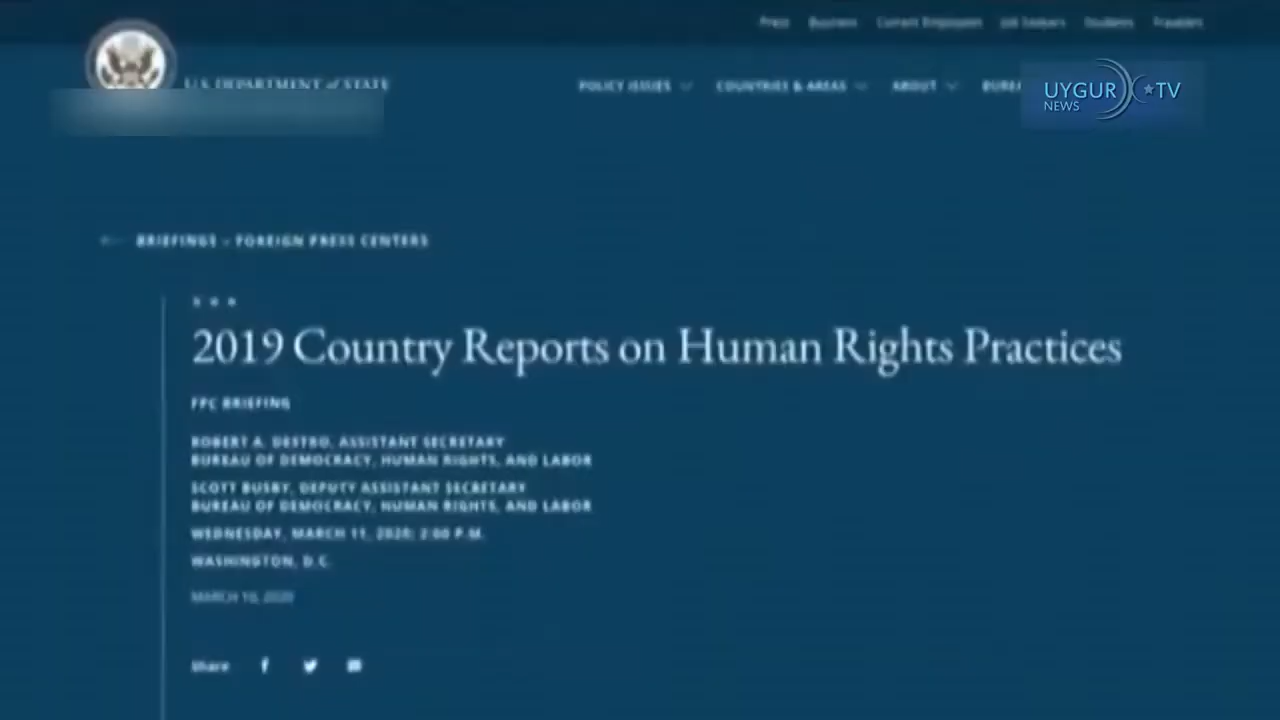 Press Business Current Employees Job Seekers Students Travelers
U.S. DEPARTMENT of STATE
POLICY ISSUES COUNTRIES & AREAS ABOUT
UYGUR TV
NEWS
BRIEFINGS - FOREIGN PRESS CENTERS
2019 Country Reports on Human Rights Practices
FPC BRIEFING
ROBERT A. DESTRO, ASSISTANT SECRETARY
BUREAU OF DEMOCRACY, HUMAN RIGHTS, AND LABOR
SCOTT BUSBY, DEPUTY ASSISTANT SECRETARY
BUREAU OF DEMOCRACY, HUMAN RIGHTS, AND LABOR
WEDNESDAY, MARCH 11, 2020; 2:00 P.M.
WASHINGTON, D.C.
MARCH 10, 2020
Share